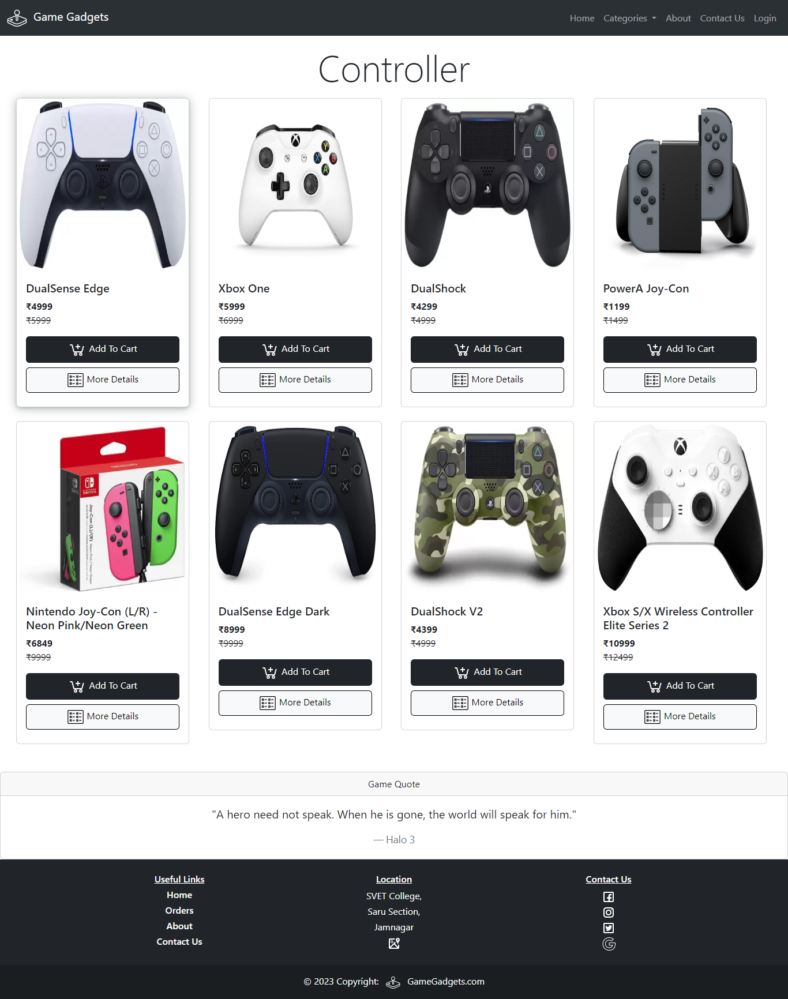 Game Gadgets
Home
Categories
About
Contact Us
Login
Controller
DualSense Edge
₹4999
₹5999
Add To Cart
More Details
Xbox One
₹5999
₹6999
Add To Cart
More Details
DualShock
₹4299
₹4999
Add To Cart
More Details
PowerA Joy-Con
₹1199
₹1499
Add To Cart
More Details
NINTENDO
SWITCH
Joy-Con (L)/(R)
Neon Pink / Neon Green
Nintendo Joy-Con (L/R) -
Neon Pink/Neon Green
₹6849
₹9999
Add To Cart
More Details
DualSense Edge Dark
₹8999
₹9999
Add To Cart
More Details
DualShock V2
₹4399
₹4999
Add To Cart
More Details
Xbox S/X Wireless Controller
Elite Series 2
₹10999
₹12499
Add To Cart
More Details
Game Quote
"A hero need not speak. When he is gone, the world will speak for him."
— Halo 3
Useful Links
Home
Orders
About
Contact Us
Location
SVET College,
Saru Section,
Jamnagar
Contact Us
© 2023 Copyright: GameGadgets.com